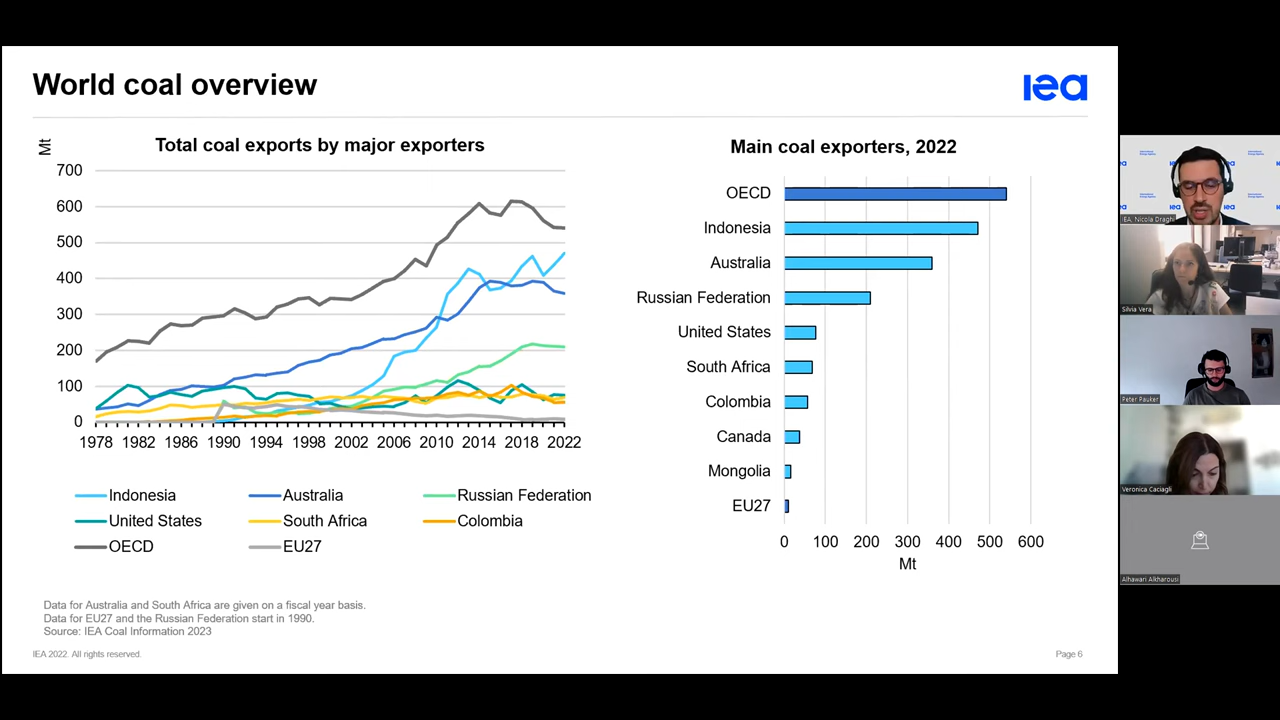 World coal overview
iea
Mt
Total coal exports by major exporters
700
600
500
400
300
200
100
0
1978 1982 1986 1990 1994 1998 2002 2006 2010 2014 2018 2022
Indonesia Australia Russian Federation
United States South Africa Colombia
OECD EU27
Main coal exporters, 2022
OECD
Indonesia
Australia
Russian Federation
United States
South Africa
Colombia
Canada
Mongolia
EU27
0 100 200 300 400 500 600
Mt
Data for Australia and South Africa are given on a fiscal year basis.
Data for EU27 and the Russian Federation start in 1990.
Source: IEA Coal Information 2023
IEA 2022. All rights reserved.
Page 6
IEA, Nicola Draghi
Silvia Vera
Peter Pauker
Veronica Caciagli
Alhawari Alkharousi